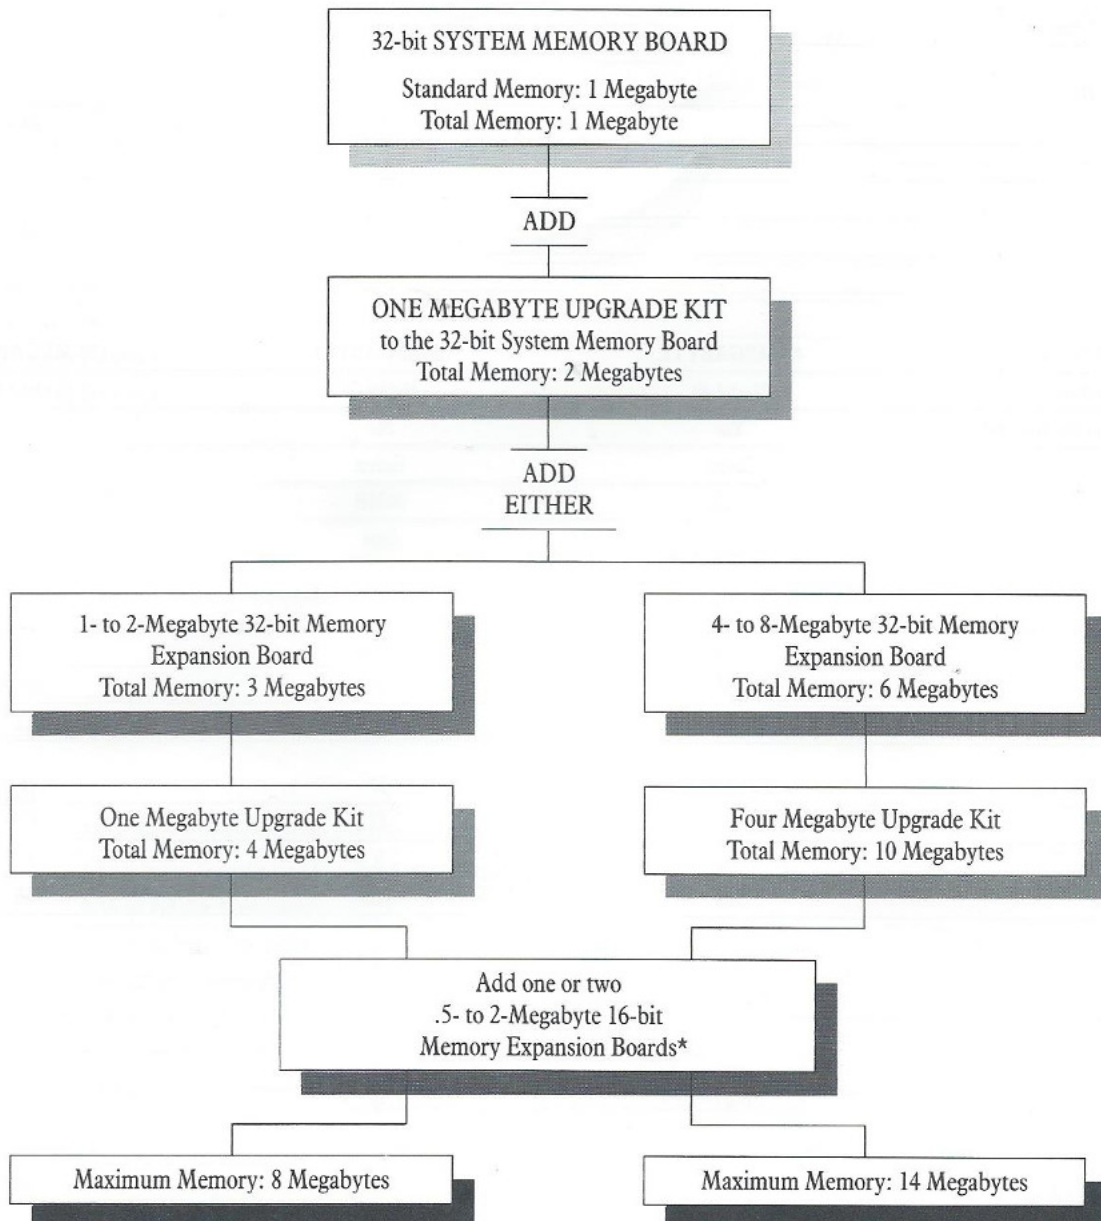 32-bit SYSTEM MEMORY BOARD
Standard Memory: 1 Megabyte
Total Memory: 1 Megabyte
ADD
ONE MEGABYTE UPGRADE KIT
to the 32-bit System Memory Board
Total Memory: 2 Megabytes
ADD
EITHER
1- to 2-Megabyte 32-bit Memory
Expansion Board
Total Memory: 3 Megabytes
4- to 8-Megabyte 32-bit Memory
Expansion Board
Total Memory: 6 Megabytes
One Megabyte Upgrade Kit
Total Memory: 4 Megabytes
Four Megabyte Upgrade Kit
Total Memory: 10 Megabytes
Add one or two
.5- to 2-Megabyte 16-bit
Memory Expansion Boards*
Maximum Memory: 8 Megabytes
Maximum Memory: 14 Megabytes